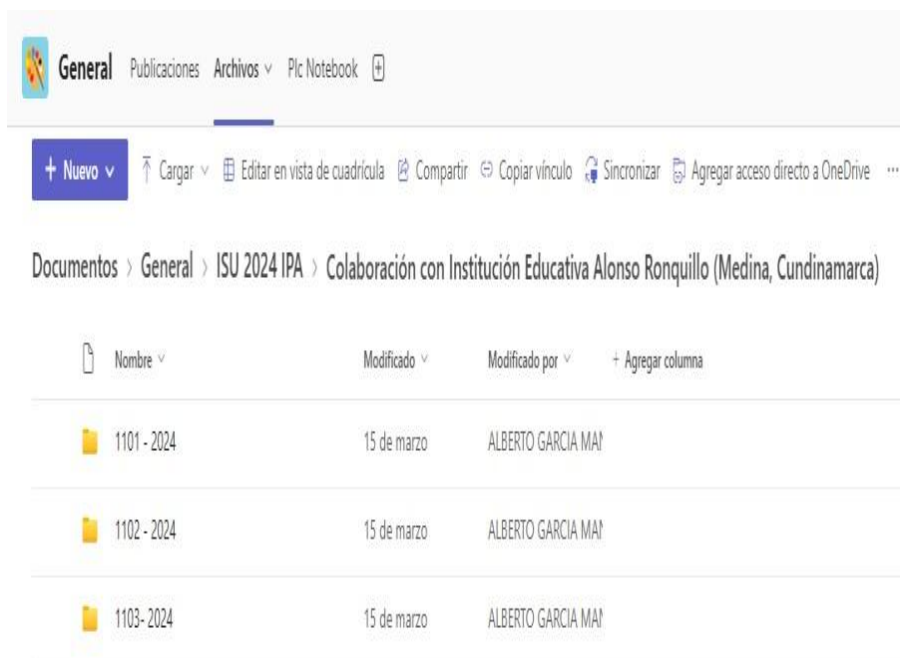 General Publicaciones Archivos Plc Notebook
+ Nuevo Cargar Editar en vista de cuadrícula Compartir Copiar vínculo Sincronizar Agregar acceso directo a OneDrive ...
Documentos > General > ISU 2024 IPA > Colaboración con Institución Educativa Alonso Ronquillo (Medina, Cundinamarca)
Nombre Modificado Modificado por + Agregar columna
1101 - 2024 15 de marzo ALBERTO GARCIA
1102 - 2024 15 de marzo ALBERTO GARCIA
1103- 2024 15 de marzo ALBERTO GARCIA